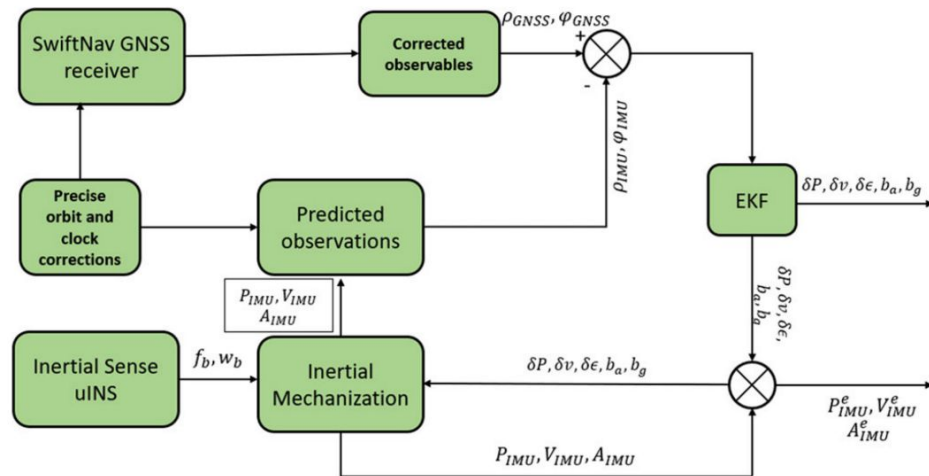 SwiftNav GNSS
receiver
Corrected
observables
ρ_GNSS, φ_GNSS
+
-
ρ_IMU, φ_IMU
Precise
orbit and
clock
corrections
Predicted
observations
EKF
δP, δv, δϵ, b_a, b_g
P_IMU, V_IMU
A_IMU
δP, δv, δϵ,
b_a, b_g
Inertial Sense
uINS
f_b, w_b
Inertial
Mechanization
δP, δv, δϵ, b_a, b_g
P^e_IMU, V^e_IMU
A^e_IMU
P_IMU, V_IMU, A_IMU